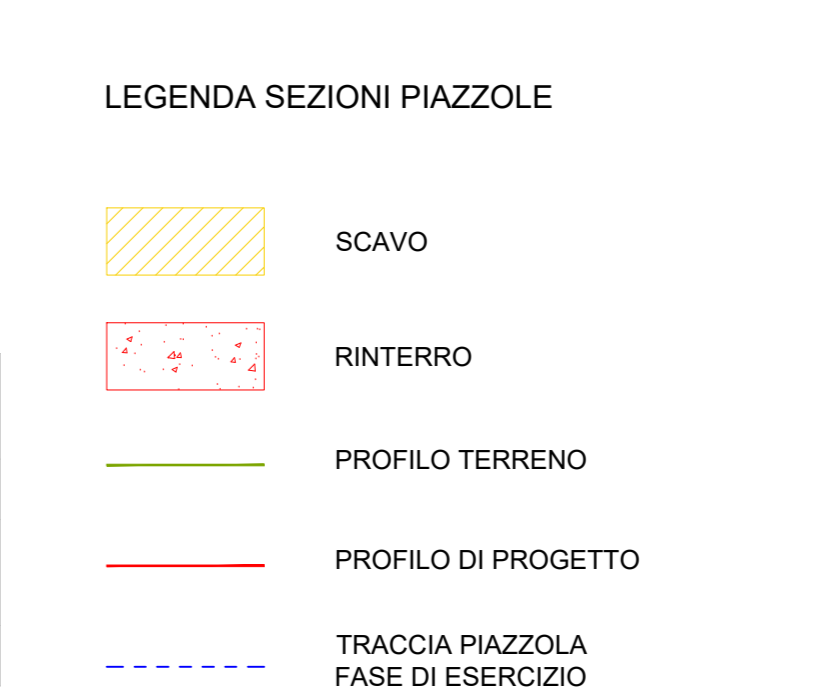 LEGENDA SEZIONI PIAZZOLE
SCAVO
RINTERRO
PROFILO TERRENO
PROFILO DI PROGETTO
TRACCIA PIAZZOLA
FASE DI ESERCIZIO